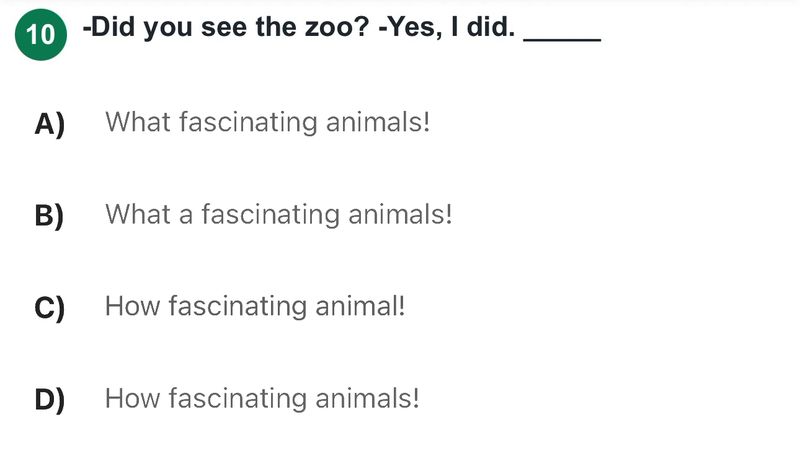 10 -Did you see the zoo? -Yes, I did. _____
A) What fascinating animals!
B) What a fascinating animals!
C) How fascinating animal!
D) How fascinating animals!